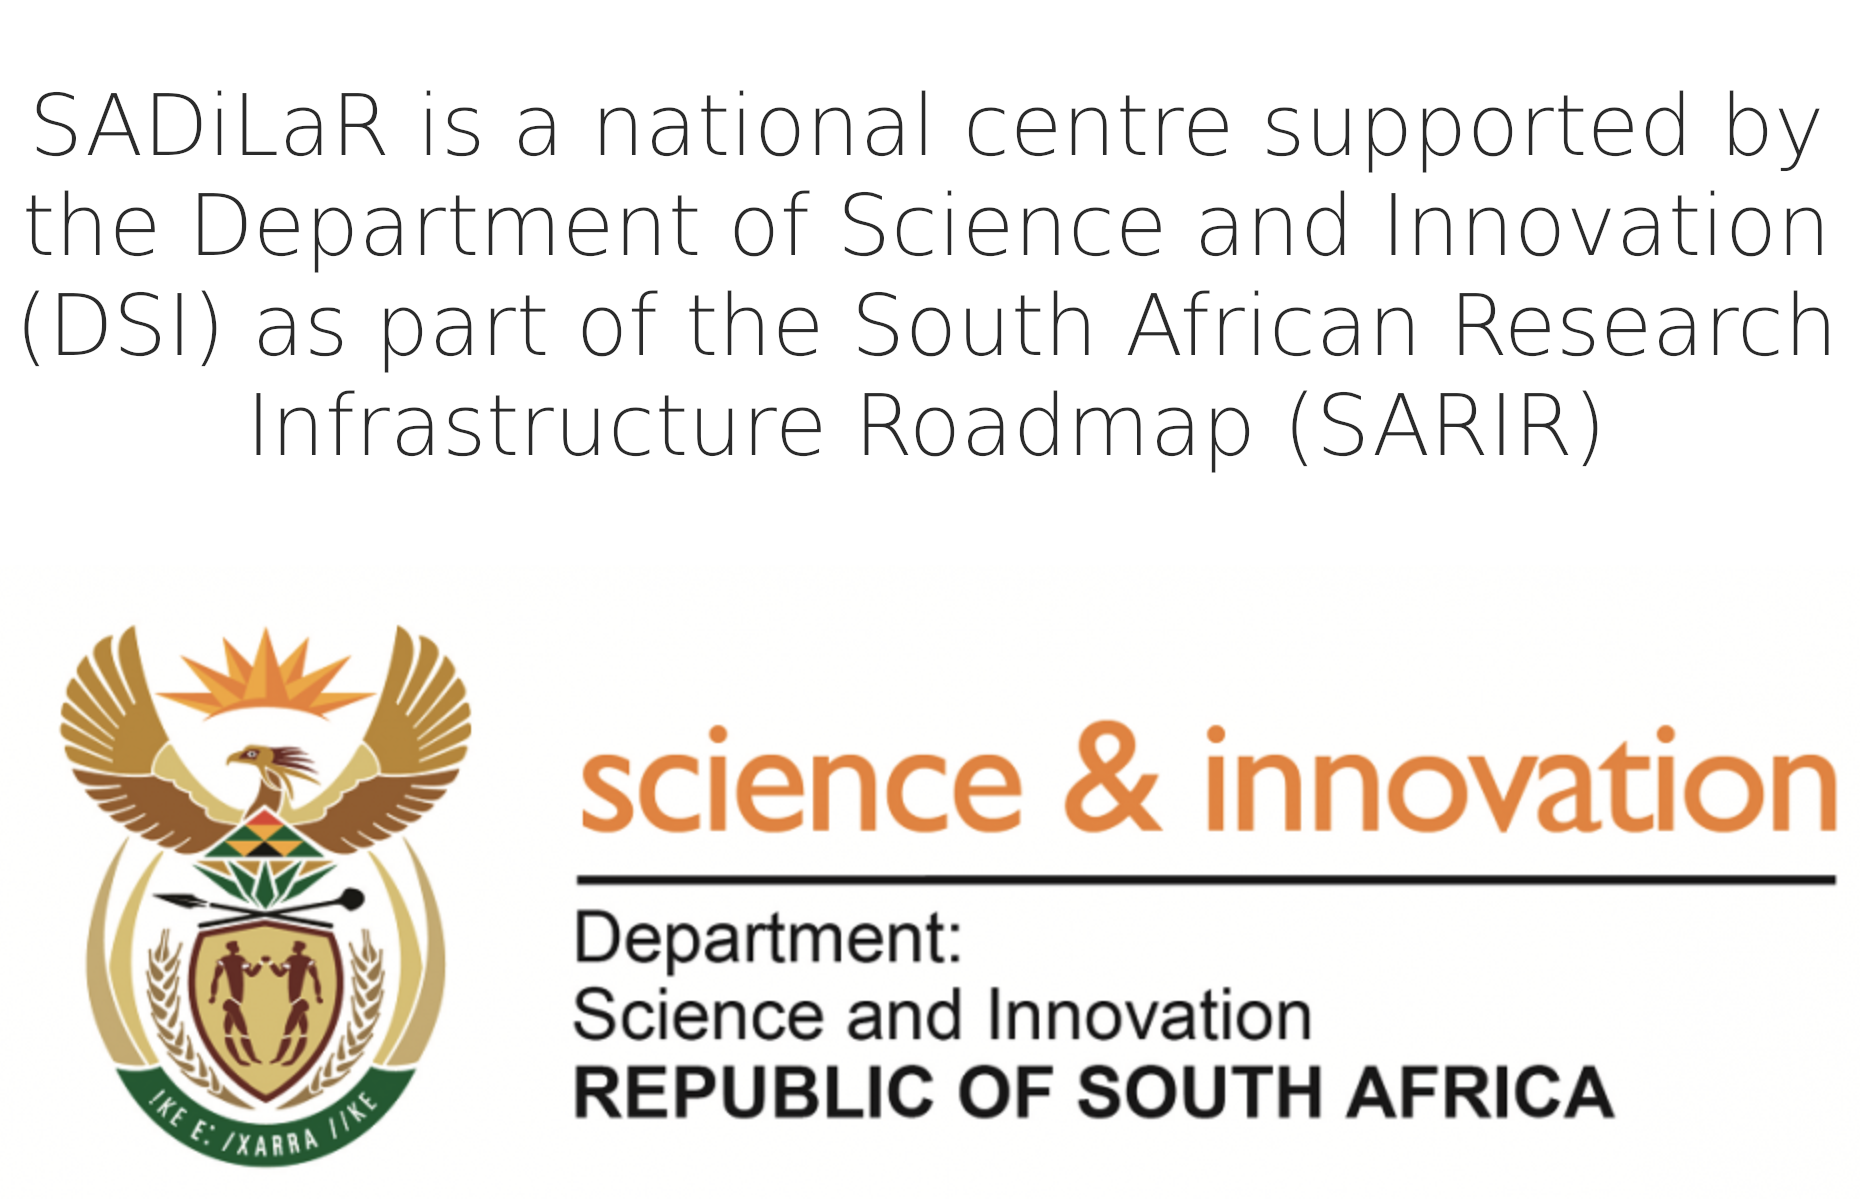 SADiLaR is a national centre supported by
the Department of Science and Innovation
(DSI) as part of the South African Research
Infrastructure Roadmap (SARIR)
science & innovation
Department:
Science and Innovation
REPUBLIC OF SOUTH AFRICA
!KE E: /XARRA //KE